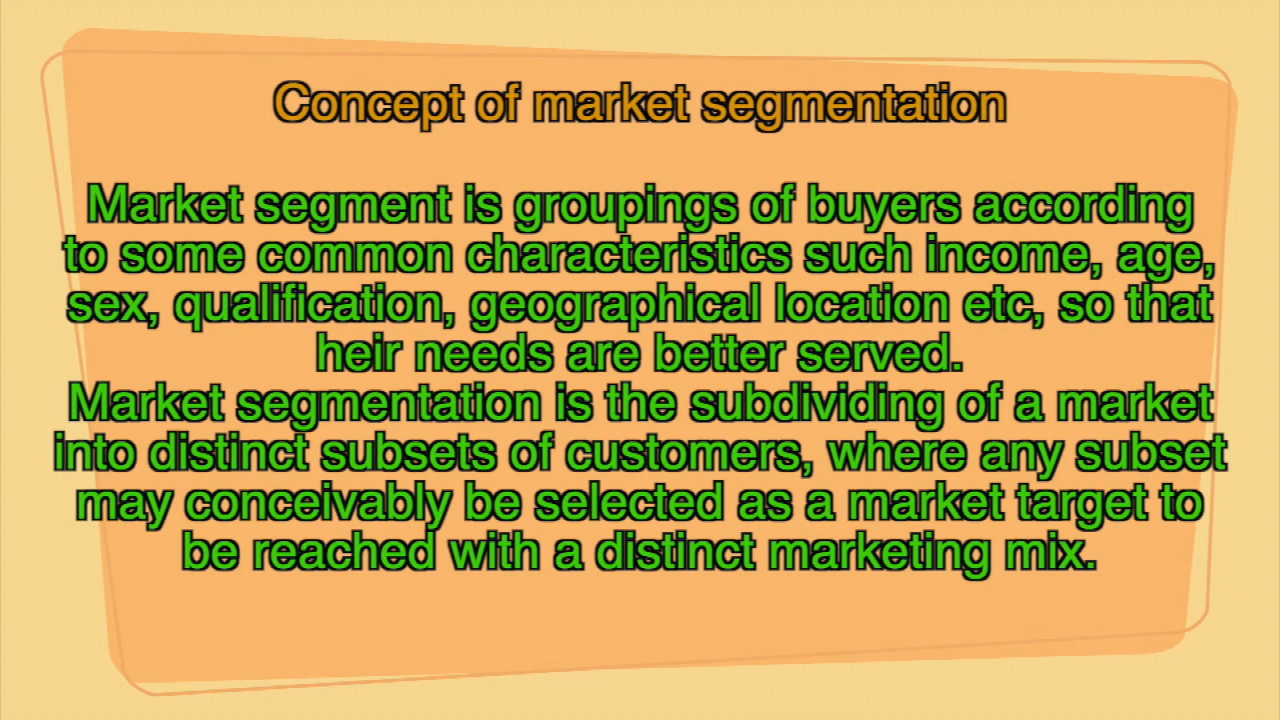 Concept of market segmentation
Market segment is groupings of buyers according
to some common characteristics such income, age,
sex, qualification, geographical location etc, so that
heir needs are better served.
Market segmentation is the subdividing of a market
into distinct subsets of customers, where any subset
may conceivably be selected as a market target to
be reached with a distinct marketing mix.